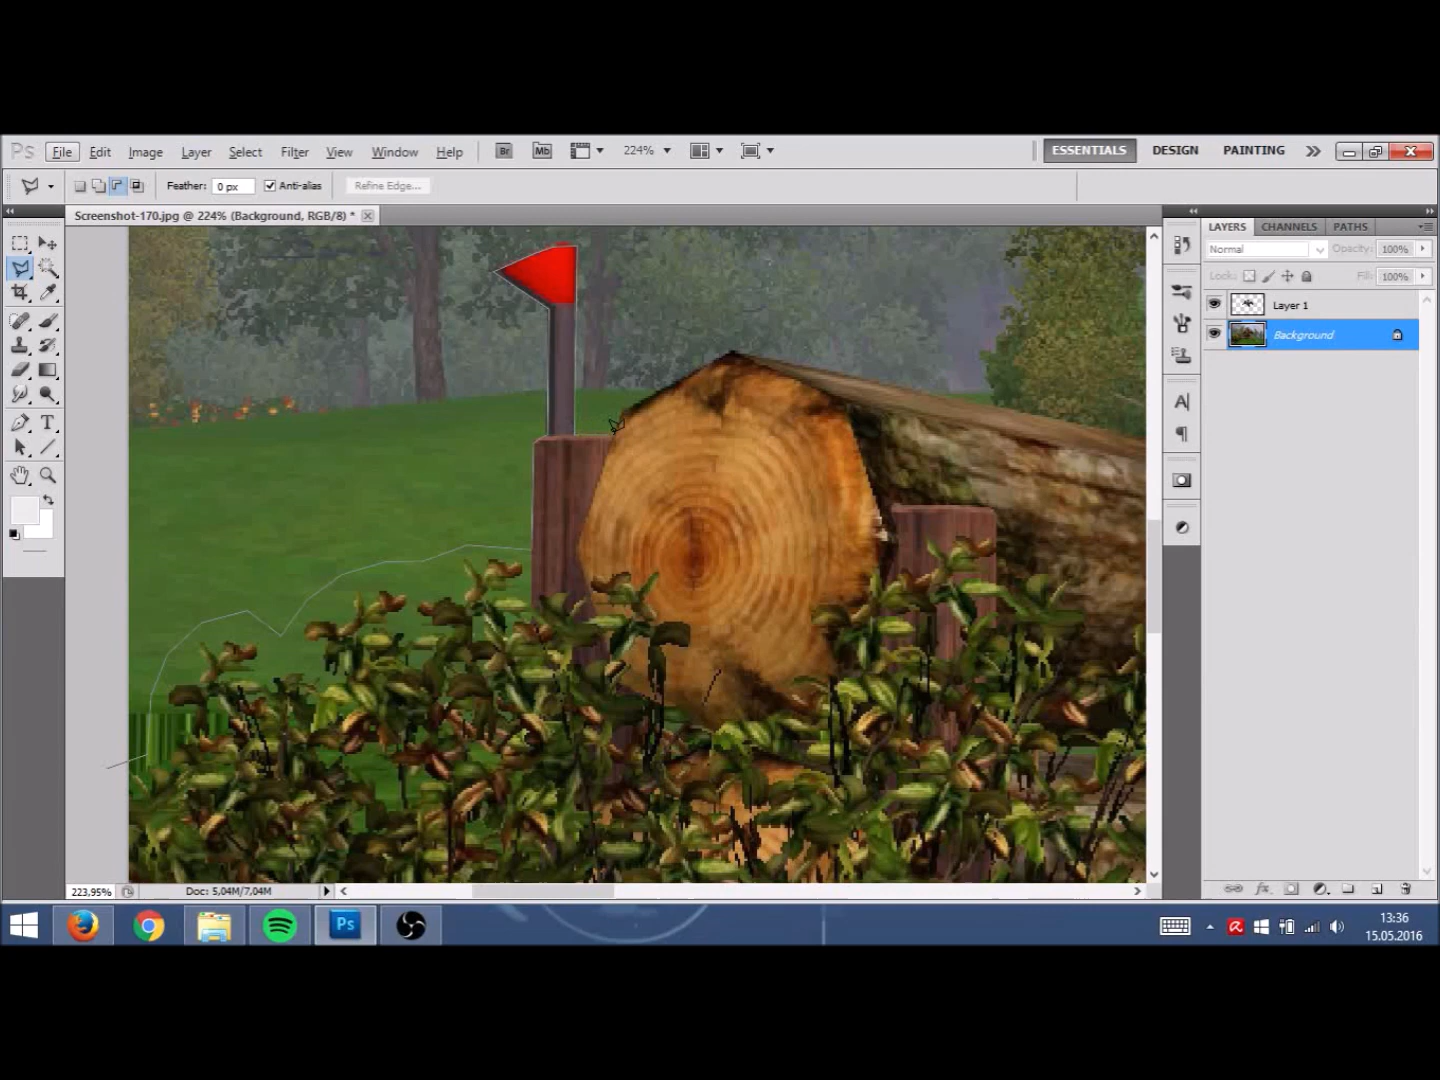 Ps File Edit Image Layer Select Filter View Window Help Br Mb 224% ESSENTIALS DESIGN PAINTING
Feather: 0 px Anti-alias Refine Edge...
Screenshot-170.jpg @ 224% (Background, RGB/8) *
LAYERS CHANNELS PATHS
Normal Opacity: 100%
Lock: Fill: 100%
Layer 1
Background
T
A
fx
223,95% Doc: 5,04M/7,04M
Ps
13:36
15.05.2016